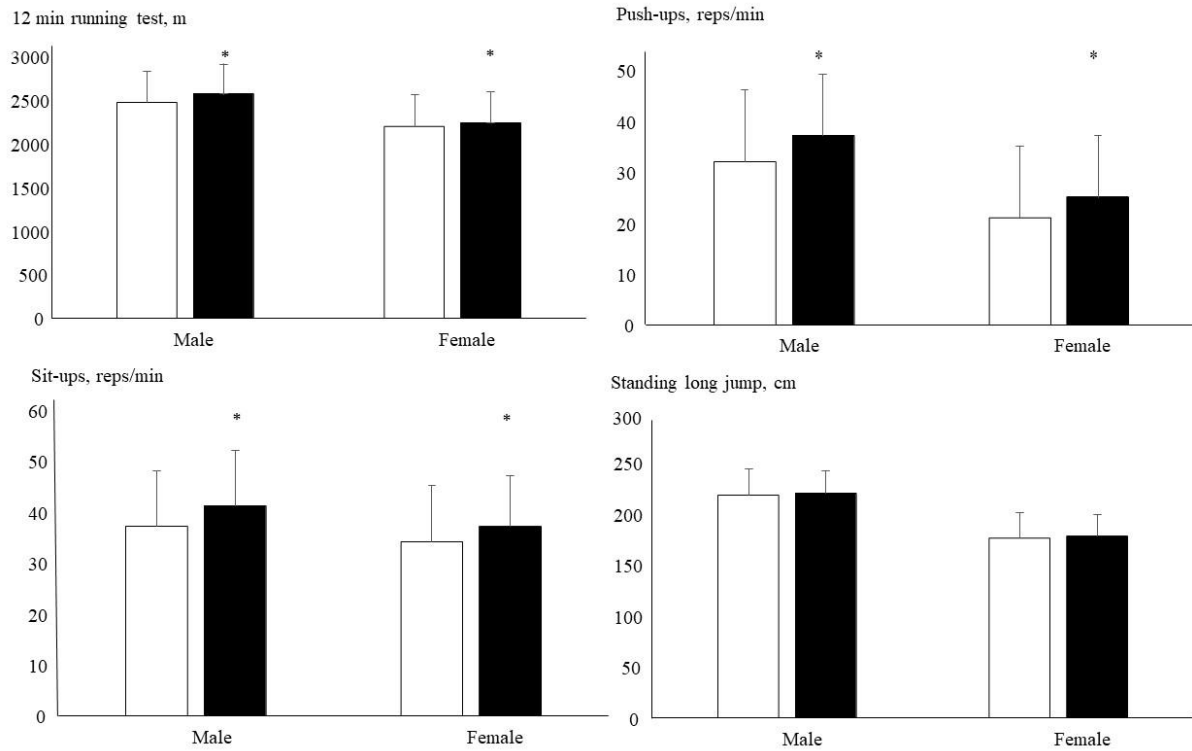 12 min running test, m
3000
2500
2000
1500
1000
500
0
*
*
Male
Female
Push-ups, reps/min
50
40
30
20
10
0
*
*
Male
Female
Sit-ups, reps/min
60
50
40
30
20
10
0
*
*
Male
Female
Standing long jump, cm
300
250
200
150
100
50
0
Male
Female